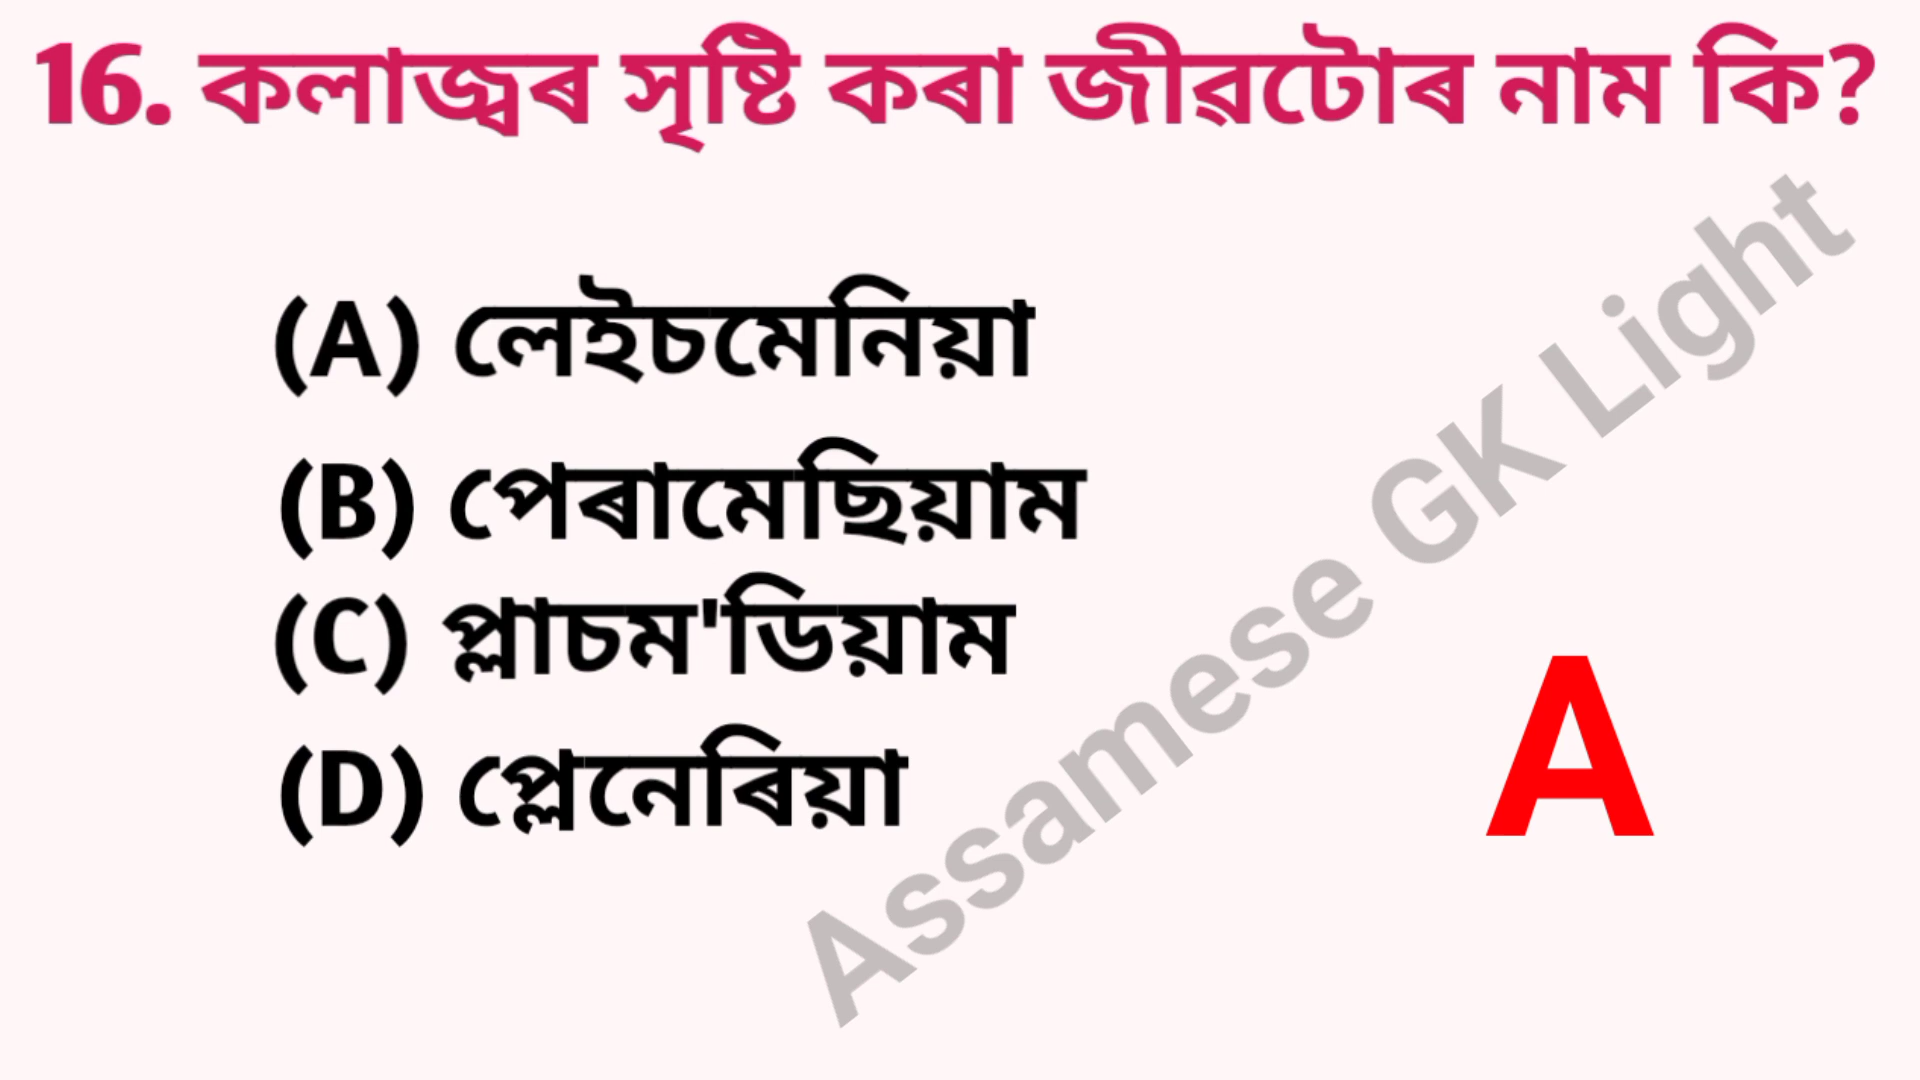 16. কলাজ্বৰ সৃষ্টি কৰা জীৱটোৰ নাম কি?
(A) লেইচমেনিয়া
(B) পেৰামেছিয়াম
(C) প্লাচম'ডিয়াম
(D) প্লেনেৰিয়া
A
Assamese GK Light